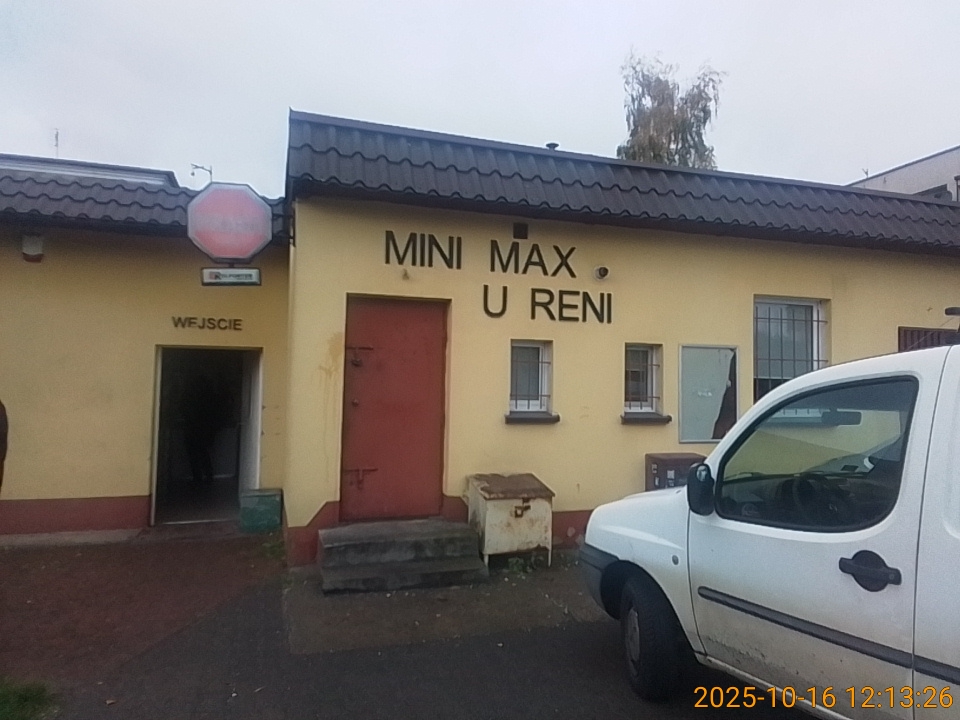 MINI MAX
U RENI
WEJSCIE
2025-10-16 12:13:26